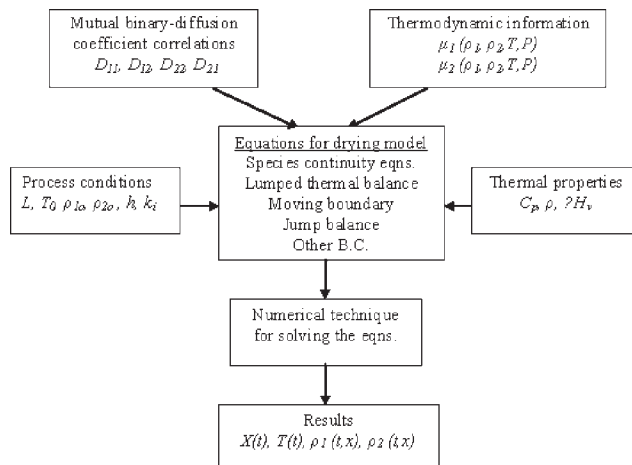 Mutual binary-diffusion
coefficient correlations
D11, D12, D22, D21
Thermodynamic information
μ1 (ρ1, ρ2, T, P)
μ2 (ρ1, ρ2, T, P)
Equations for drying model
Species continuity eqns.
Lumped thermal balance
Moving boundary
Jump balance
Other B.C.
Process conditions
L, T0, ρ1o, ρ2o , h, ki
Thermal properties
Cp, ρ, ?Hv
Numerical technique
for solving the eqns.
Results
X(t), T(t), ρ1 (t,x), ρ2 (t,x)